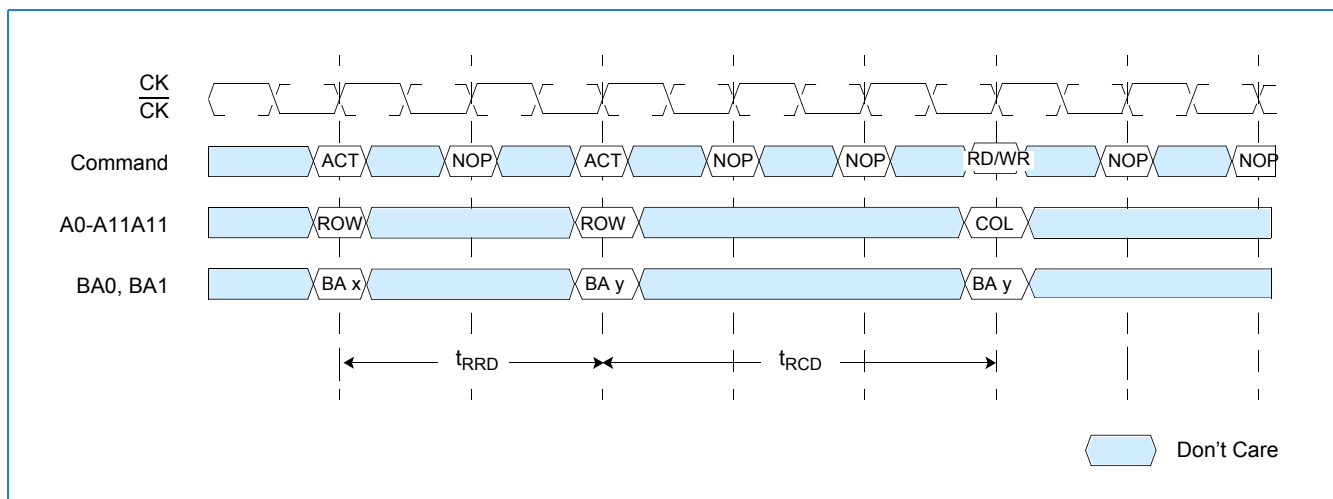 CK
CK
Command ACT NOP ACT NOP NOP RD/WR NOP NOP
A0-A11A11 ROW ROW COL
BA0, BA1 BA x BA y BA y
tRRD tRCD
Don't Care